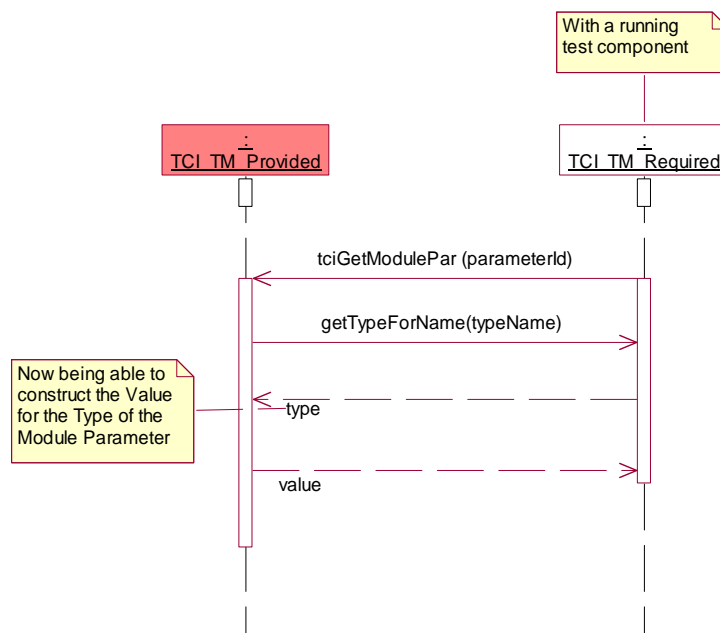 With a running
test component
:
TCI_TM_Provided
:
TCI_TM_Required
tciGetModulePar (parameterId)
getTypeForName(typeName)
Now being able to
construct the Value
for the Type of the
Module Parameter
type
value